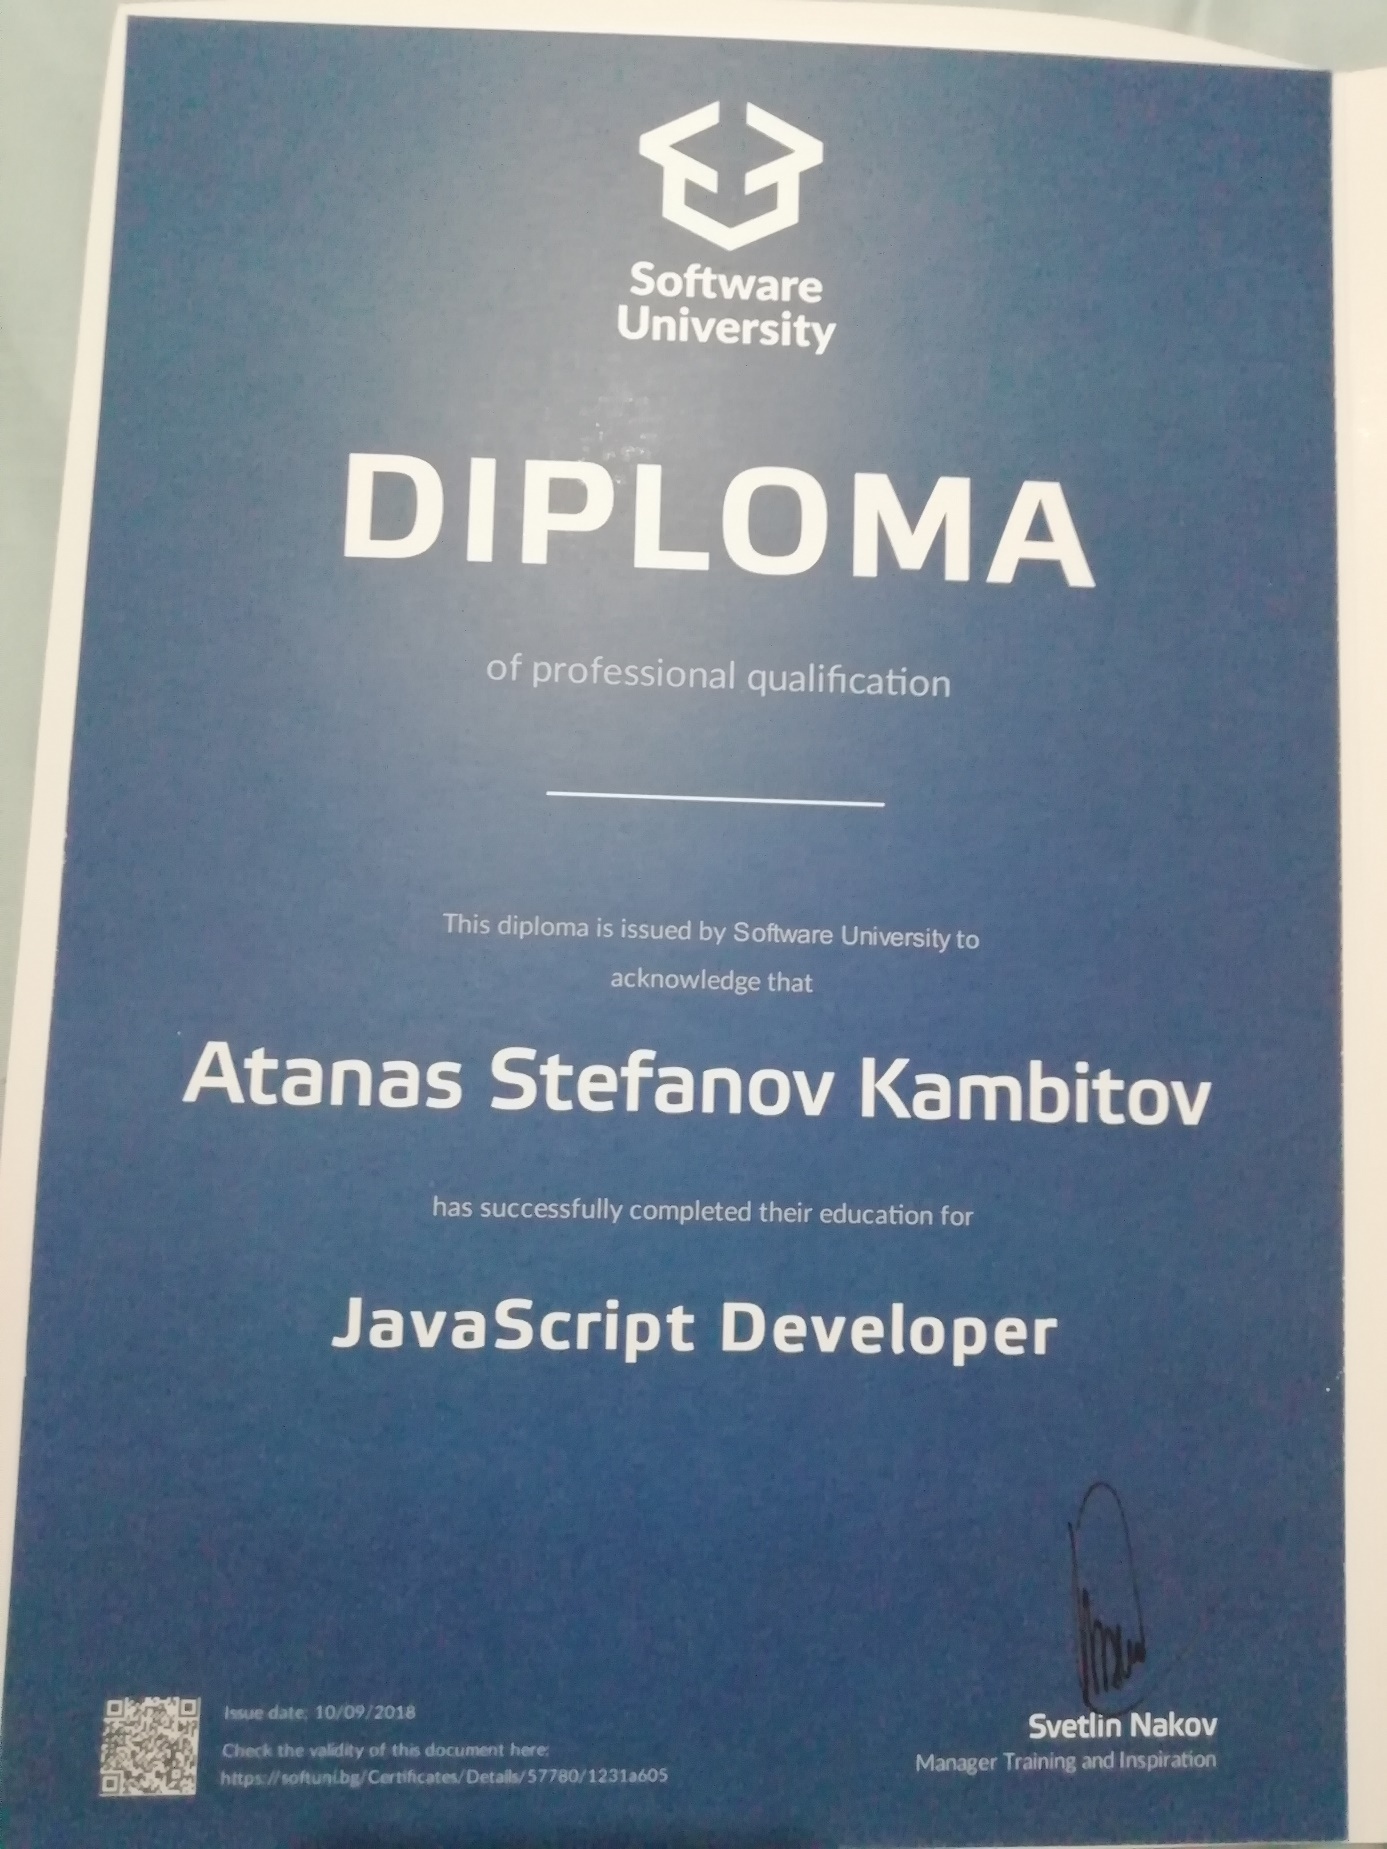 Software
University
DIPLOMA
of professional qualification
This diploma is issued by Software University to
acknowledge that
Atanas Stefanov Kambitov
has successfully completed their education for
JavaScript Developer
Issue date: 10/09/2018
Check the validity of this document here:
https://softuni.bg/Certificates/Details/57780/1231a605
Svetlin Nakov
Manager Training and Inspiration